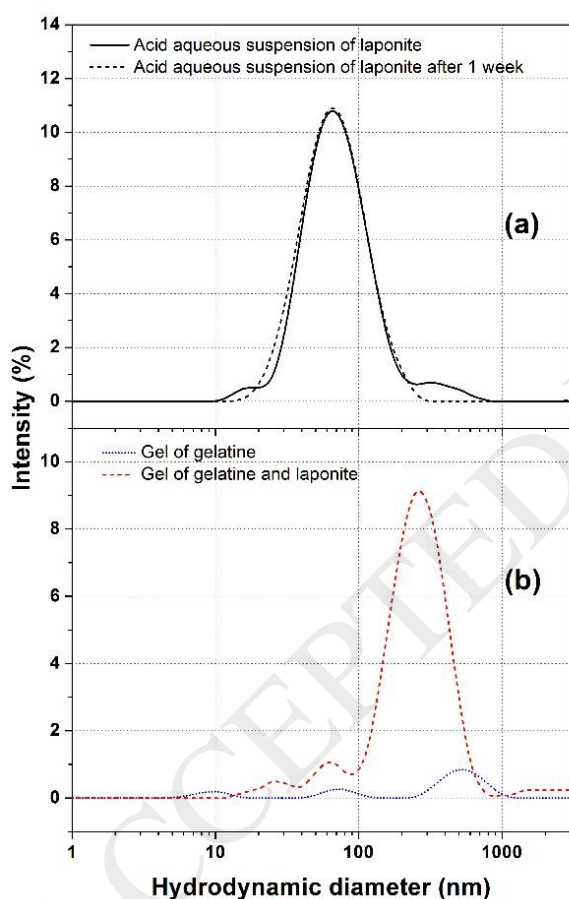 14
Acid aqueous suspension of laponite
12
Acid aqueous suspension of laponite after 1 week
10
8
6
(a)
4
2
0
Intensity (%)
10
Gel of gelatine
Gel of gelatine and laponite
8
(b)
6
4
2
0
1 10 100 1000
Hydrodynamic diameter (nm)
CCEPTED